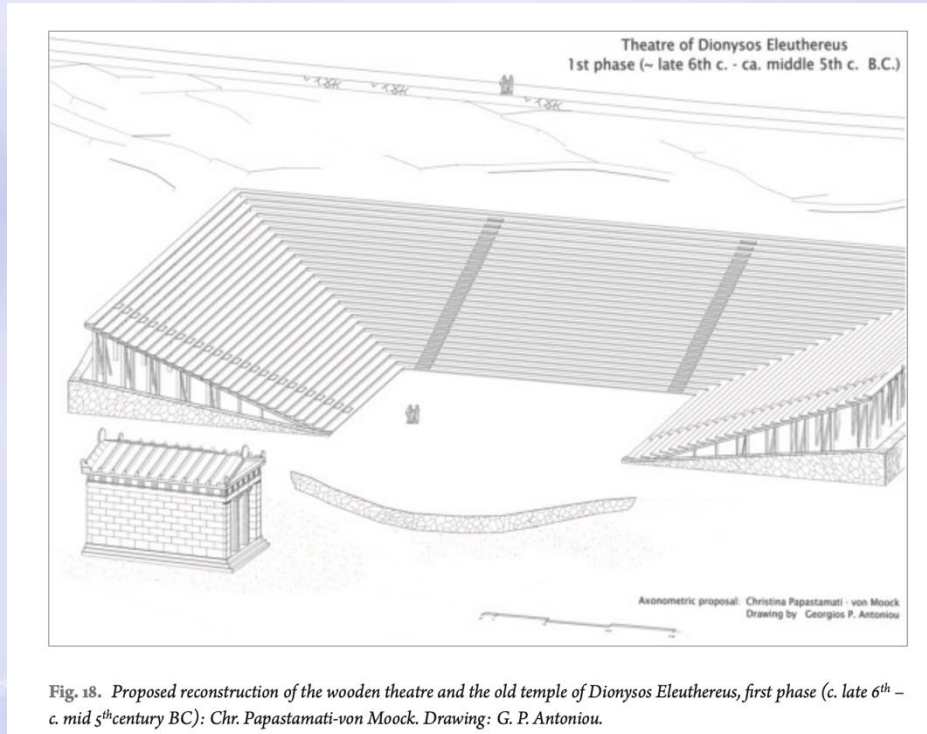 Theatre of Dionysos Eleuthereus
1st phase (~ late 6th c. - ca. middle 5th c. B.C.)
Axonometric proposal: Christina Papastamati - von Moock
Drawing by Georgios P. Antoniou
Fig. 18. Proposed reconstruction of the wooden theatre and the old temple of Dionysos Eleuthereus, first phase (c. late 6th –
c. mid 5thcentury BC): Chr. Papastamati-von Moock. Drawing: G. P. Antoniou.